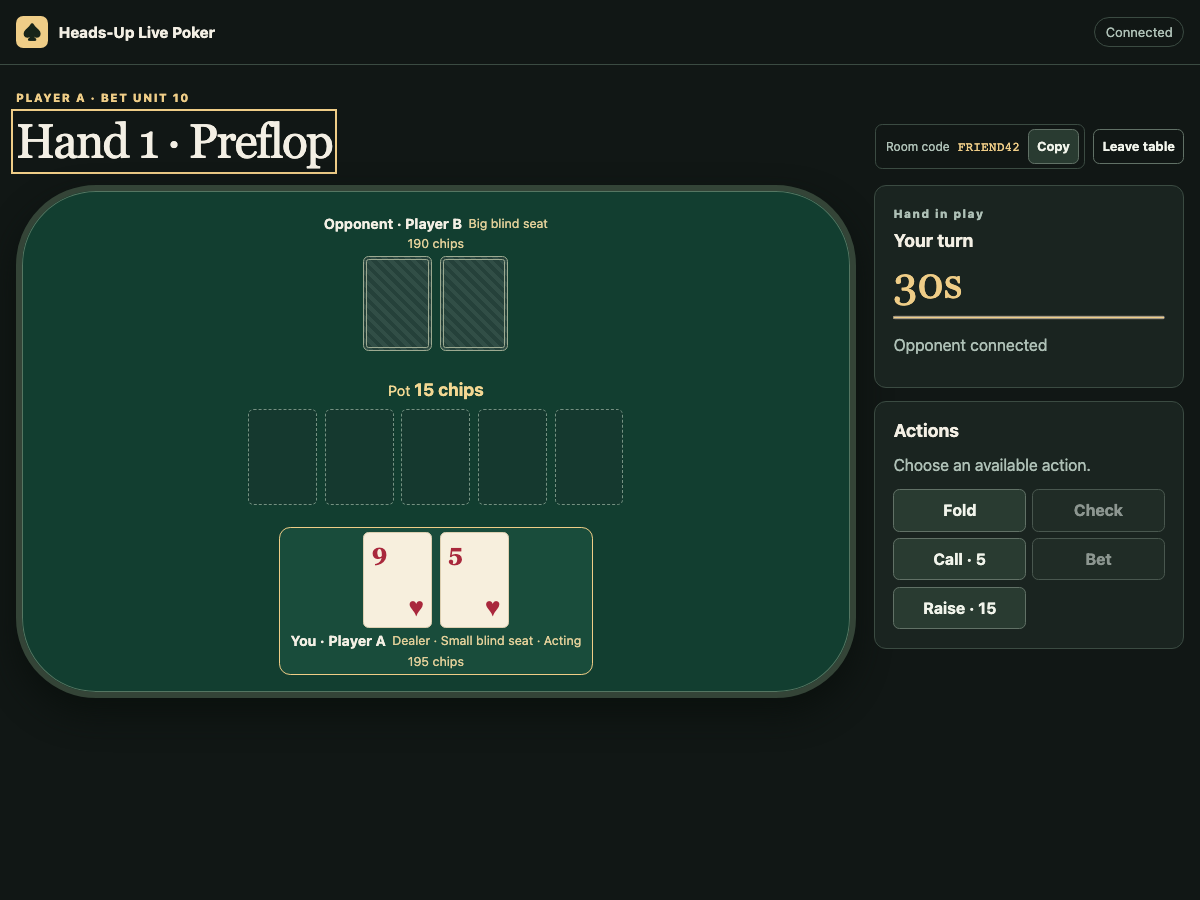 Heads-Up Live Poker
Connected
PLAYER A · BET UNIT 10
Hand 1 · Preflop
Room code FRIEND42 Copy
Leave table
Opponent · Player B Big blind seat
190 chips
Pot 15 chips
9 5
You · Player A Dealer · Small blind seat · Acting
195 chips
Hand in play
Your turn
30s
Opponent connected
Actions
Choose an available action.
Fold
Check
Call · 5
Bet
Raise · 15